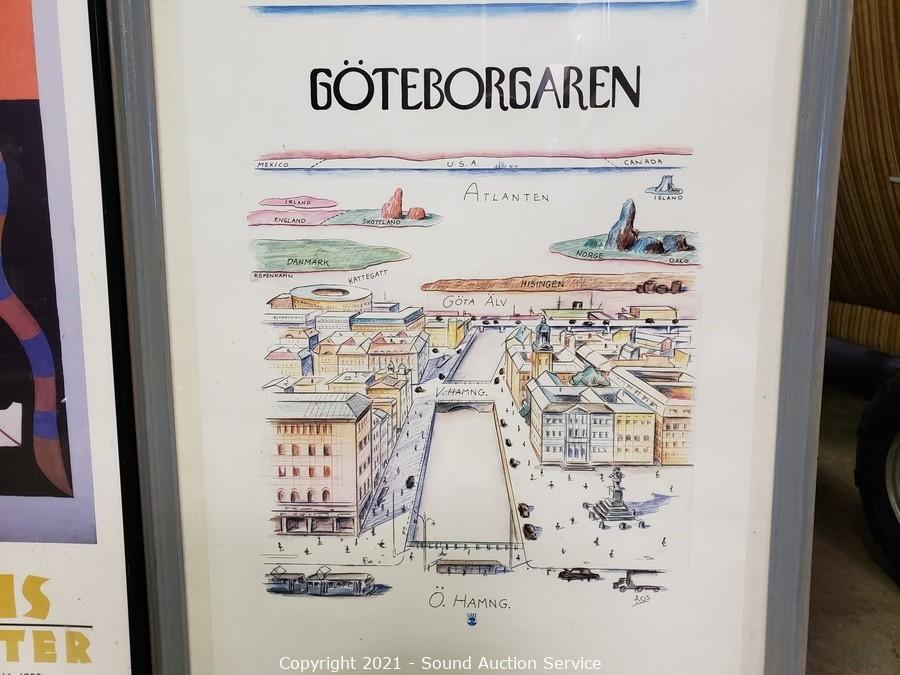 GÖTEBORGAREN
MEXICO
U.S.A.
N.Y.
CANADA
ATLANTEN
ISLAND
IRLAND
ENGLAND
SKOTTLAND
DANMARK
NORGE
OSLO
KÖPENHAMN
KATTEGATT
HISINGEN
GÖTA ÄLV
V. HAMNG.
Ö. HAMNG.
TER
Copyright 2021 - Sound Auction Service